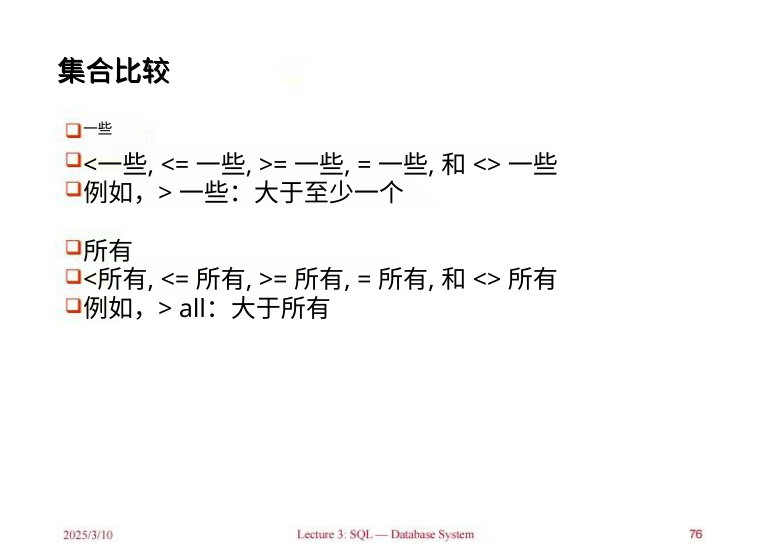 集合比较
一些
<一些, <= 一些, >= 一些, = 一些, 和 <> 一些
例如，> 一些：大于至少一个
所有
<所有, <= 所有, >= 所有, = 所有, 和 <> 所有
例如，> all：大于所有
2025/3/10 Lecture 3: SQL — Database System 76